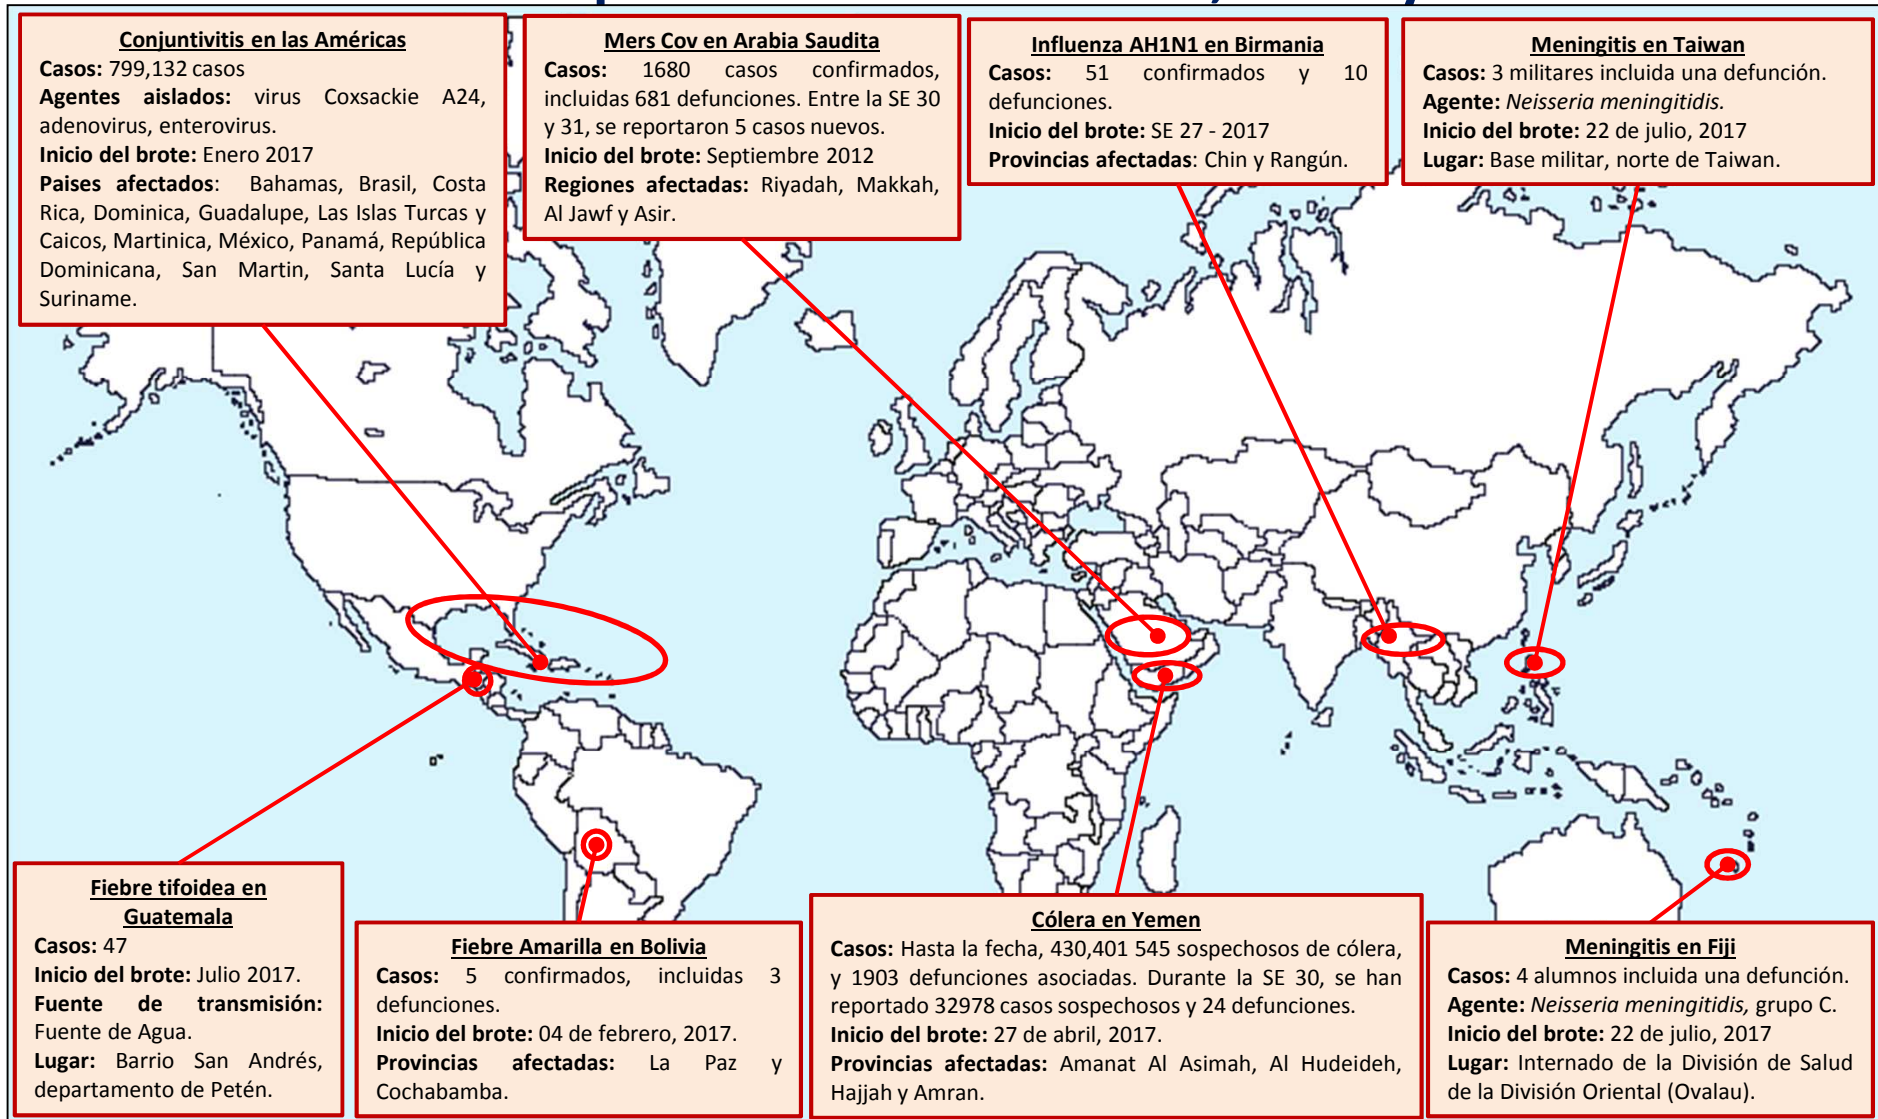 Conjuntivitis en las Américas
Casos: 799,132 casos
Agentes aislados: virus Coxsackie A24,
adenovirus, enterovirus.
Inicio del brote: Enero 2017
Paises afectados: Bahamas, Brasil, Costa
Rica, Dominica, Guadalupe, Las Islas Turcas y
Caicos, Martinica, México, Panamá, República
Dominicana, San Martin, Santa Lucía y
Suriname.
Mers Cov en Arabia Saudita
Casos: 1680 casos confirmados,
incluidas 681 defunciones. Entre la SE 30
y 31, se reportaron 5 casos nuevos.
Inicio del brote: Septiembre 2012
Regiones afectadas: Riyadah, Makkah,
Al Jawf y Asir.
Influenza AH1N1 en Birmania
Casos: 51 confirmados y 10
defunciones.
Inicio del brote: SE 27 - 2017
Provincias afectadas: Chin y Rangún.
Meningitis en Taiwan
Casos: 3 militares incluida una defunción.
Agente: Neisseria meningitidis.
Inicio del brote: 22 de julio, 2017
Lugar: Base militar, norte de Taiwan.
Fiebre tifoidea en
Guatemala
Casos: 47
Inicio del brote: Julio 2017.
Fuente de transmisión:
Fuente de Agua.
Lugar: Barrio San Andrés,
departamento de Petén.
Fiebre Amarilla en Bolivia
Casos: 5 confirmados, incluidas 3
defunciones.
Inicio del brote: 04 de febrero, 2017.
Provincias afectadas: La Paz y
Cochabamba.
Cólera en Yemen
Casos: Hasta la fecha, 430,401 545 sospechosos de cólera,
y 1903 defunciones asociadas. Durante la SE 30, se han
reportado 32978 casos sospechosos y 24 defunciones.
Inicio del brote: 27 de abril, 2017.
Provincias afectadas: Amanat Al Asimah, Al Hudeideh,
Hajjah y Amran.
Meningitis en Fiji
Casos: 4 alumnos incluida una defunción.
Agente: Neisseria meningitidis, grupo C.
Inicio del brote: 22 de julio, 2017
Lugar: Internado de la División de Salud
de la División Oriental (Ovalau).